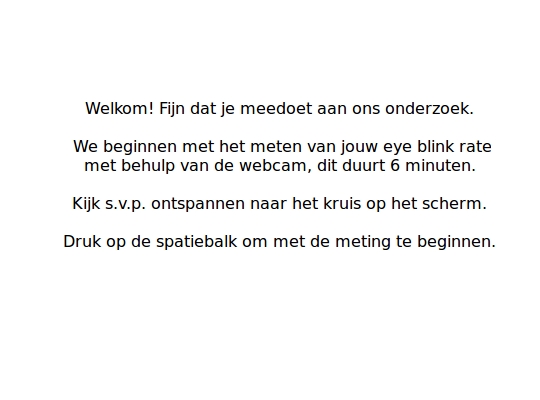 Welkom! Fijn dat je meedoet aan ons onderzoek.
We beginnen met het meten van jouw eye blink rate
met behulp van de webcam, dit duurt 6 minuten.
Kijk s.v.p. ontspannen naar het kruis op het scherm.
Druk op de spatiebalk om met de meting te beginnen.